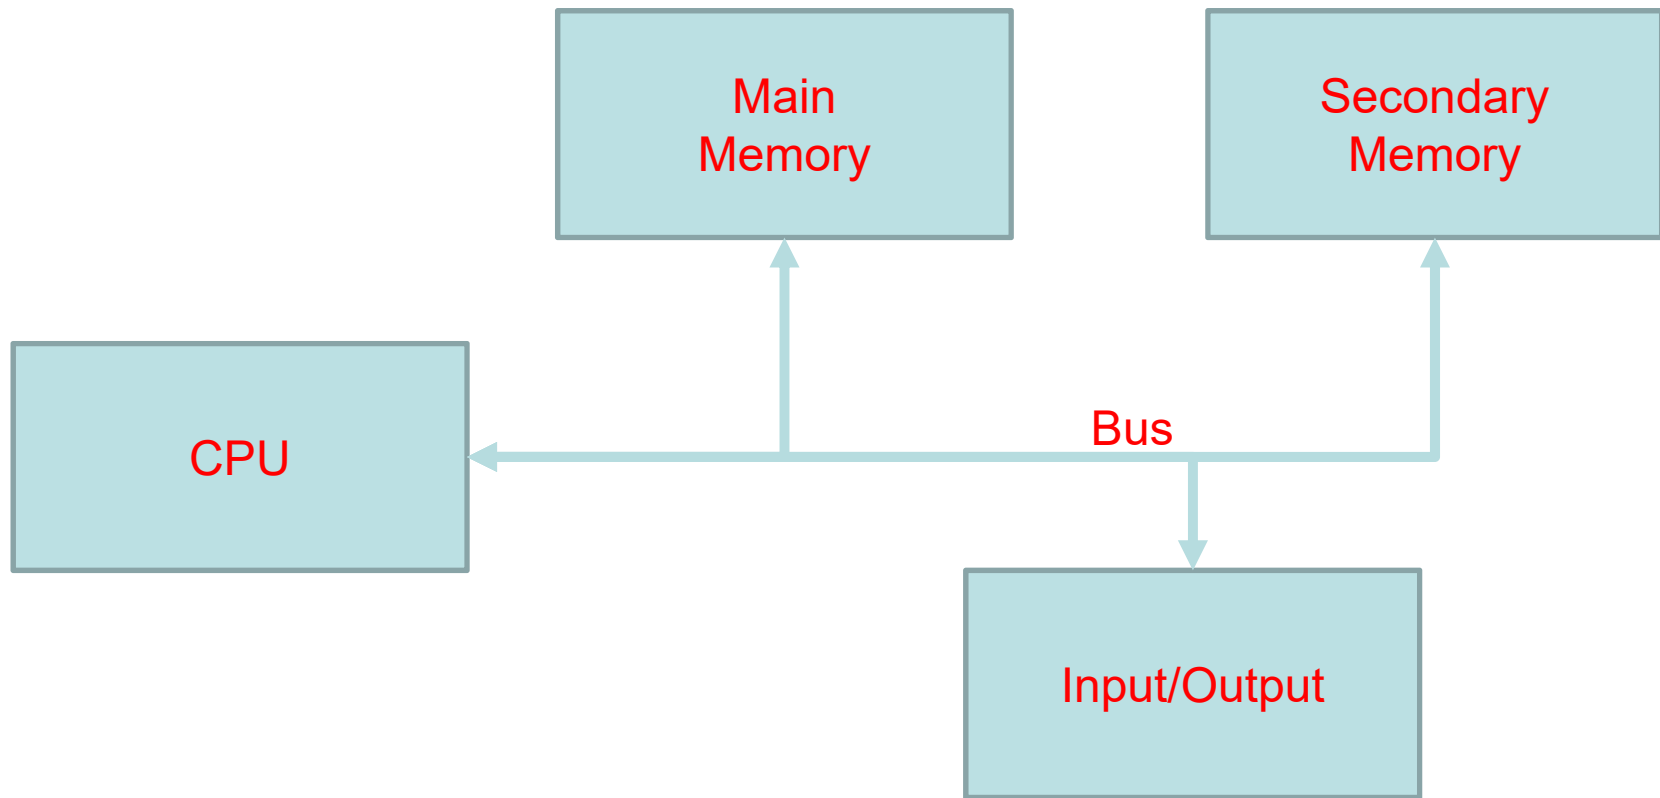 Main
Memory
Secondary
Memory
CPU
Bus
Input/Output